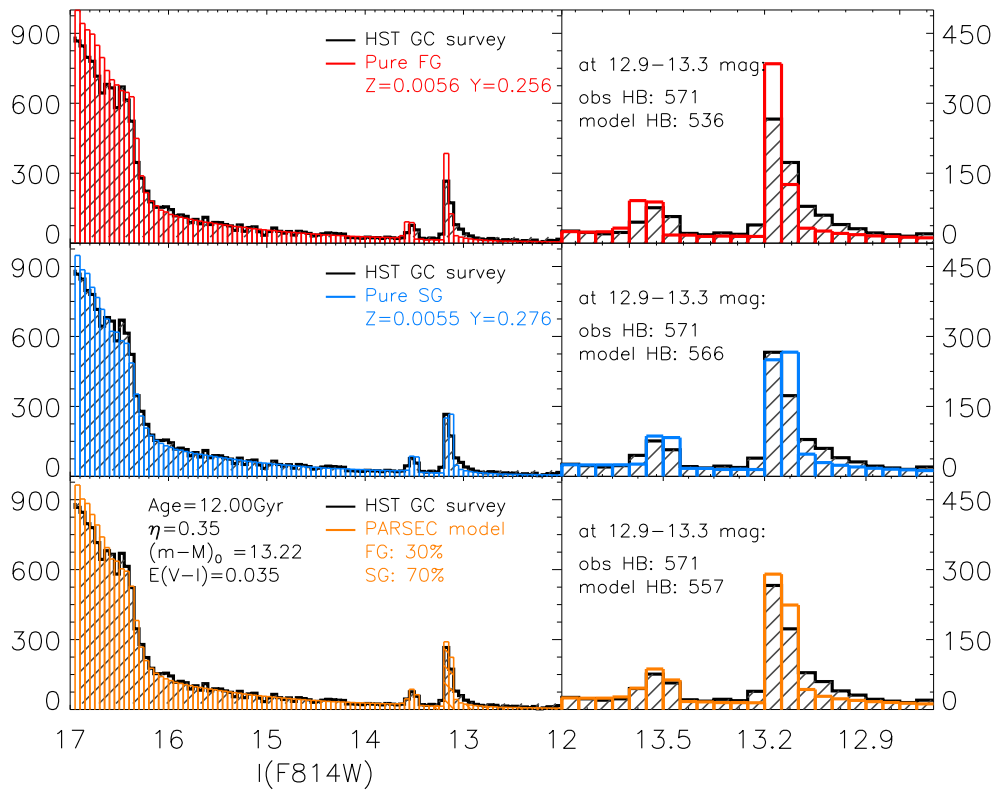 900
600
300
0
HST GC survey
Pure FG
Z=0.0056 Y=0.256
at 12.9−13.3 mag:
obs HB: 571
model HB: 536
450
300
150
0
900
600
300
0
HST GC survey
Pure SG
Z=0.0055 Y=0.276
at 12.9−13.3 mag:
obs HB: 571
model HB: 566
450
300
150
0
900
600
300
0
Age=12.00Gyr
η=0.35
(m−M)₀ =13.22
E(V−I)=0.035
HST GC survey
PARSEC model
FG: 30%
SG: 70%
at 12.9−13.3 mag:
obs HB: 571
model HB: 557
450
300
150
0
17 16 15 14 13 12 13.5 13.2 12.9
I(F814W)